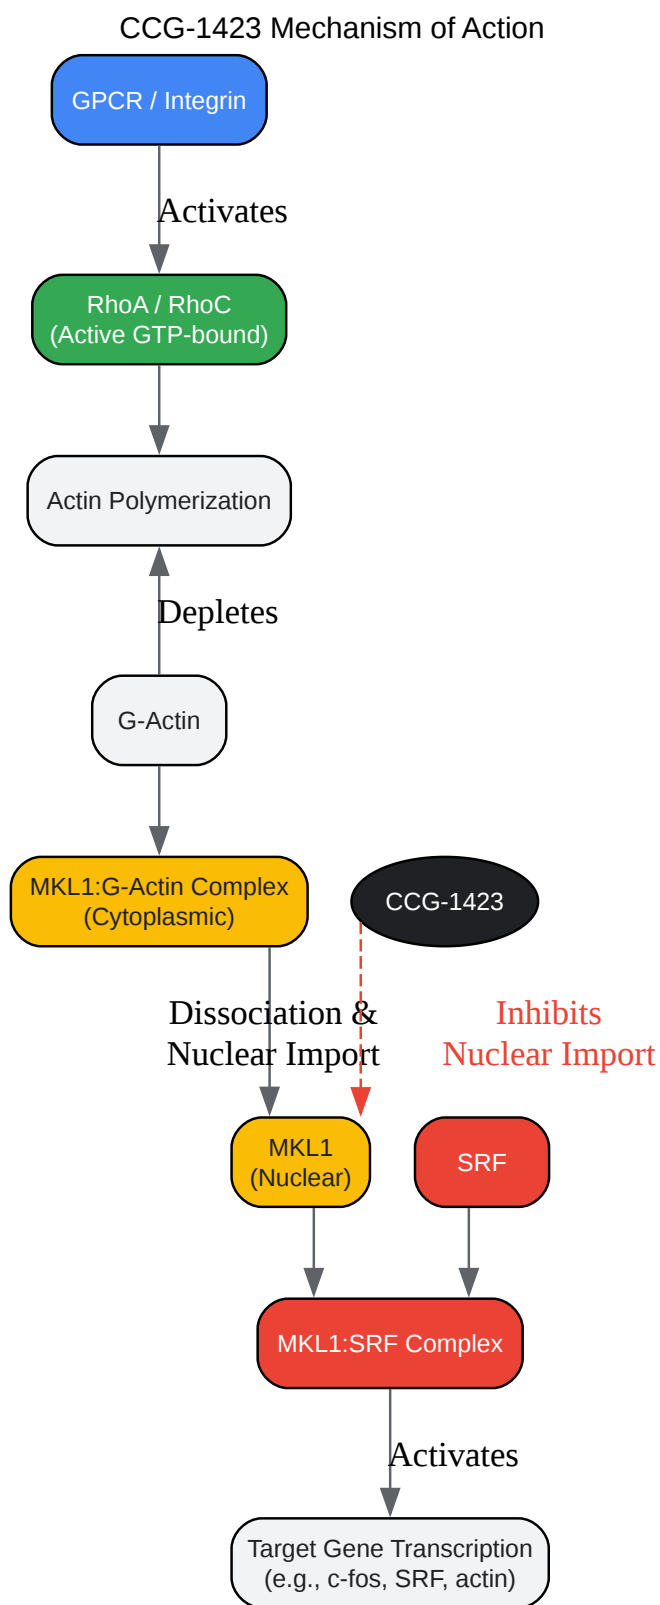 CCG-1423 Mechanism of Action
GPCR / Integrin
Activates
RhoA / RhoC
(Active GTP-bound)
Actin Polymerization
Depletes
G-Actin
MKL1:G-Actin Complex
(Cytoplasmic)
CCG-1423
Dissociation &
Nuclear Import
Inhibits
Nuclear Import
MKL1
(Nuclear)
SRF
MKL1:SRF Complex
Activates
Target Gene Transcription
(e.g., c-fos, SRF, actin)